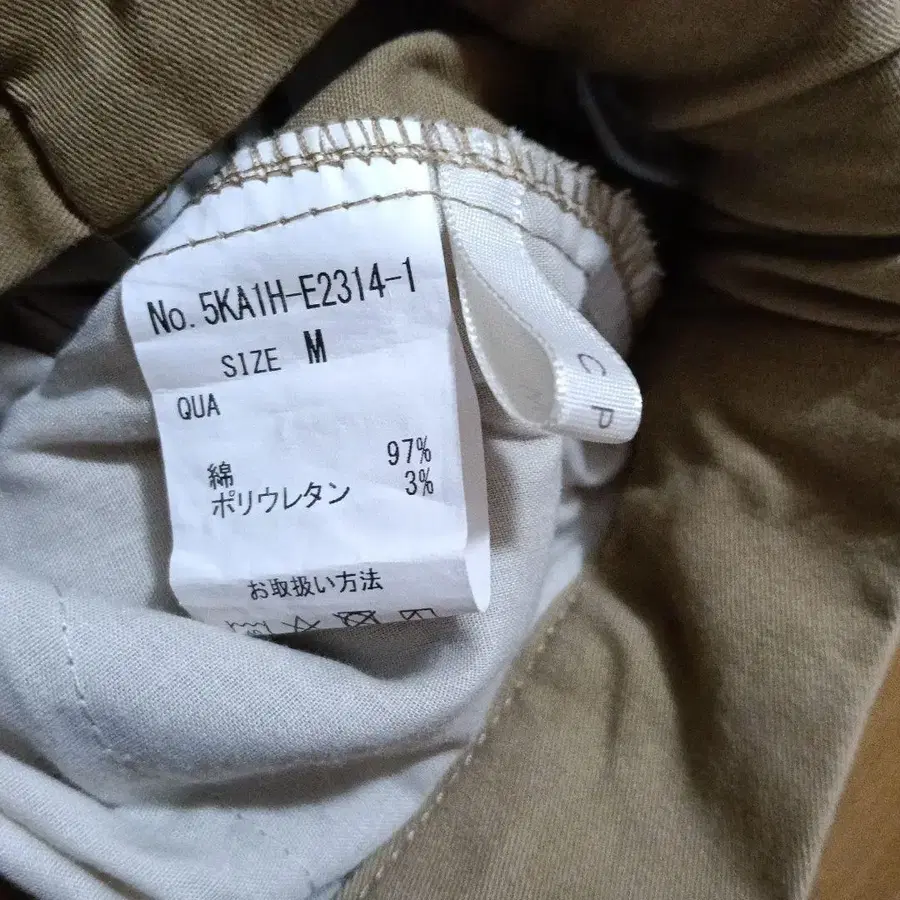 No. 5KA1H-E2314-1
SIZE M
QUA
綿 97%
ポリウレタン 3%
お取扱い方法
C P